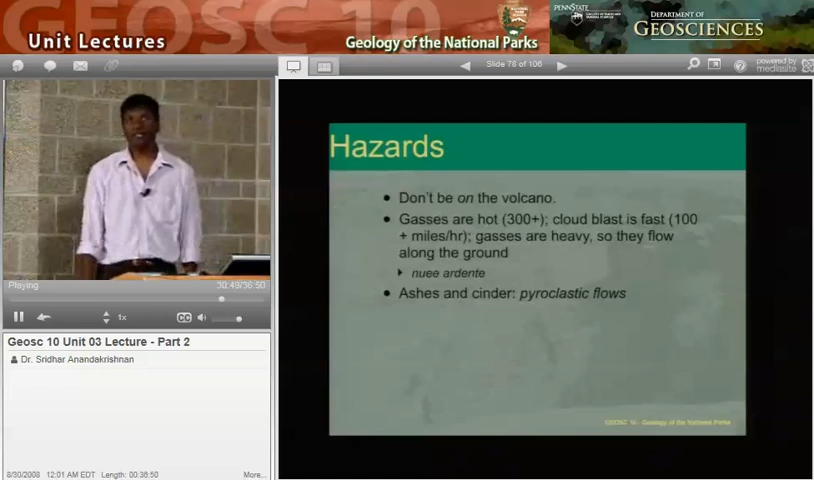 GEOSC 10
Unit Lectures
Geology of the National Parks
PENNSTATE
DEPARTMENT OF
GEOSCIENCES
Slide 78 of 106
powered by
mediasite
Hazards
• Don't be on the volcano.
• Gasses are hot (300+); cloud blast is fast (100
+ miles/hr); gasses are heavy, so they flow
along the ground
nuee ardente
• Ashes and cinder: pyroclastic flows
GEOSC 10 - Geology of the National Parks
Playing
30:49/36:50
1x
CC
Geosc 10 Unit 03 Lecture - Part 2
Dr. Sridhar Anandakrishnan
8/30/2008 12:01 AM EDT Length: 00:36:50
More...